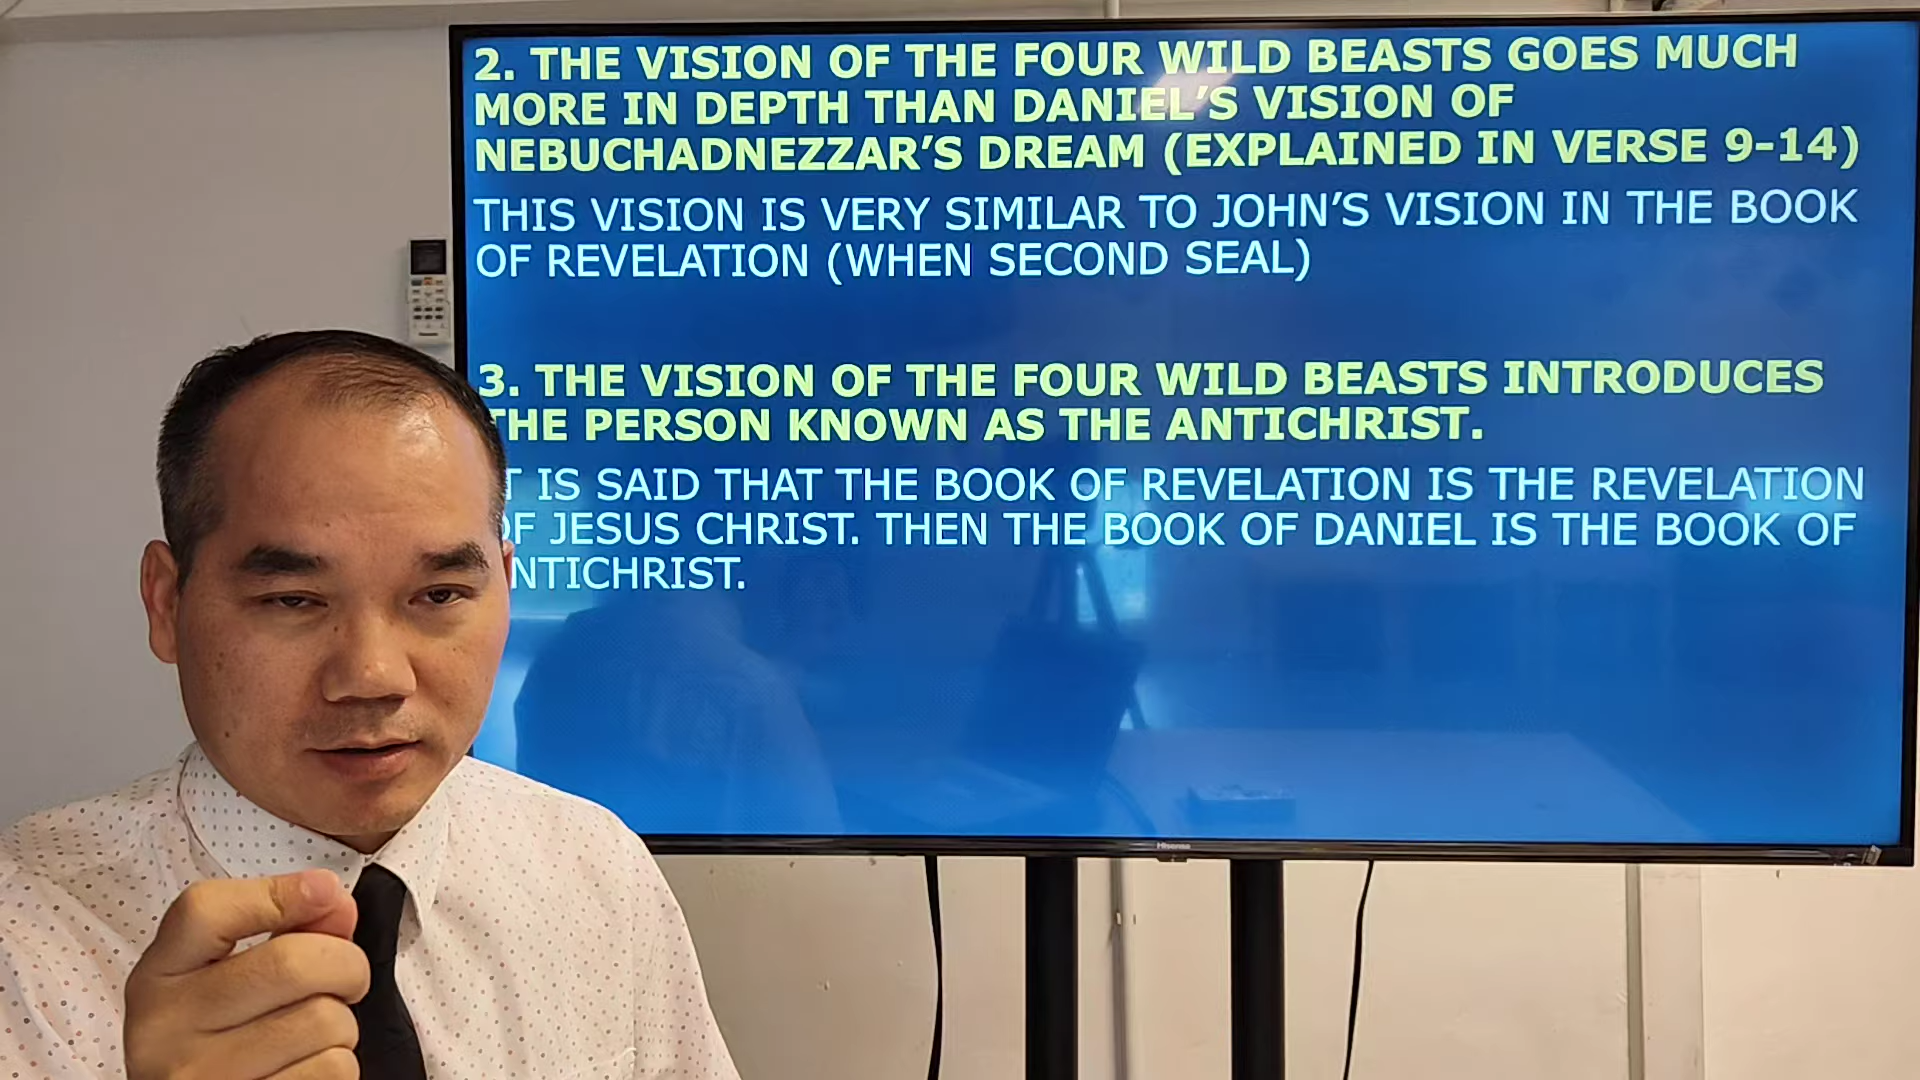 2. THE VISION OF THE FOUR WILD BEASTS GOES MUCH
MORE IN DEPTH THAN DANIEL’S VISION OF
NEBUCHADNEZZAR’S DREAM (EXPLAINED IN VERSE 9-14)
THIS VISION IS VERY SIMILAR TO JOHN’S VISION IN THE BOOK
OF REVELATION (WHEN SECOND SEAL)
3. THE VISION OF THE FOUR WILD BEASTS INTRODUCES
THE PERSON KNOWN AS THE ANTICHRIST.
IS SAID THAT THE BOOK OF REVELATION IS THE REVELATION
OF JESUS CHRIST. THEN THE BOOK OF DANIEL IS THE BOOK OF
NTICHRIST.
Hisense